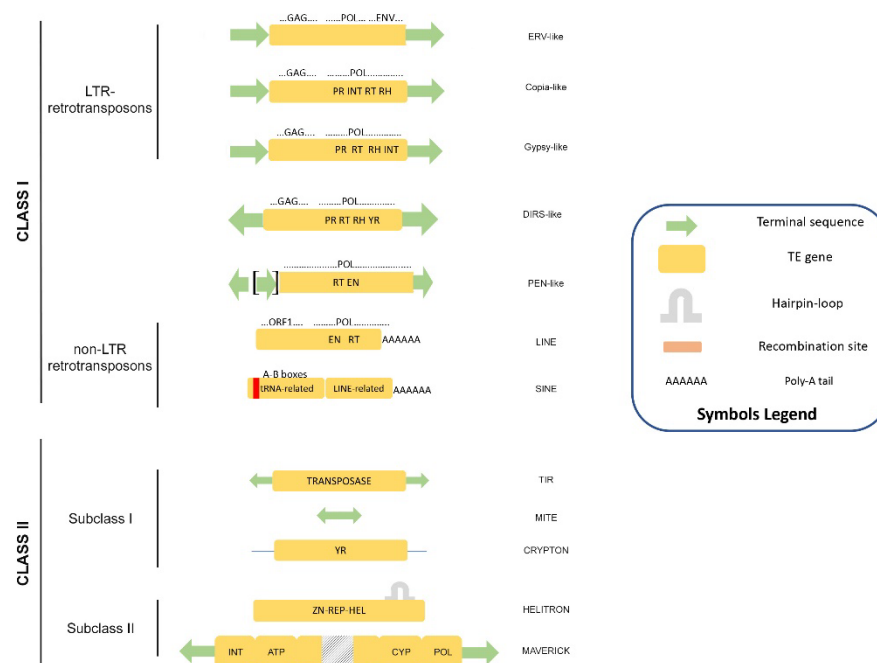 CLASS I
LTR-
retrotransposons
...GAG.... ......POL... ...ENV...
ERV-like
...GAG.... .........POL.............
PR INT RT RH
Copia-like
...GAG.... .........POL.............
PR RT RH INT
Gypsy-like
...GAG.... .........POL.............
PR RT RH YR
DIRS-like
......................POL.....................
[ ] RT EN
PEN-like
non-LTR
retrotransposons
...ORF1.... ......POL.............
EN RT AAAAAA
LINE
A-B boxes
tRNA-related LINE-related AAAAAA
SINE
CLASS II
Subclass I
TRANSPOSASE
TIR
MITE
YR
CRYPTON
Subclass II
ZN-REP-HEL
HELITRON
INT ATP CYP POL
MAVERICK
Terminal sequence
TE gene
Hairpin-loop
Recombination site
AAAAAA Poly-A tail
Symbols Legend